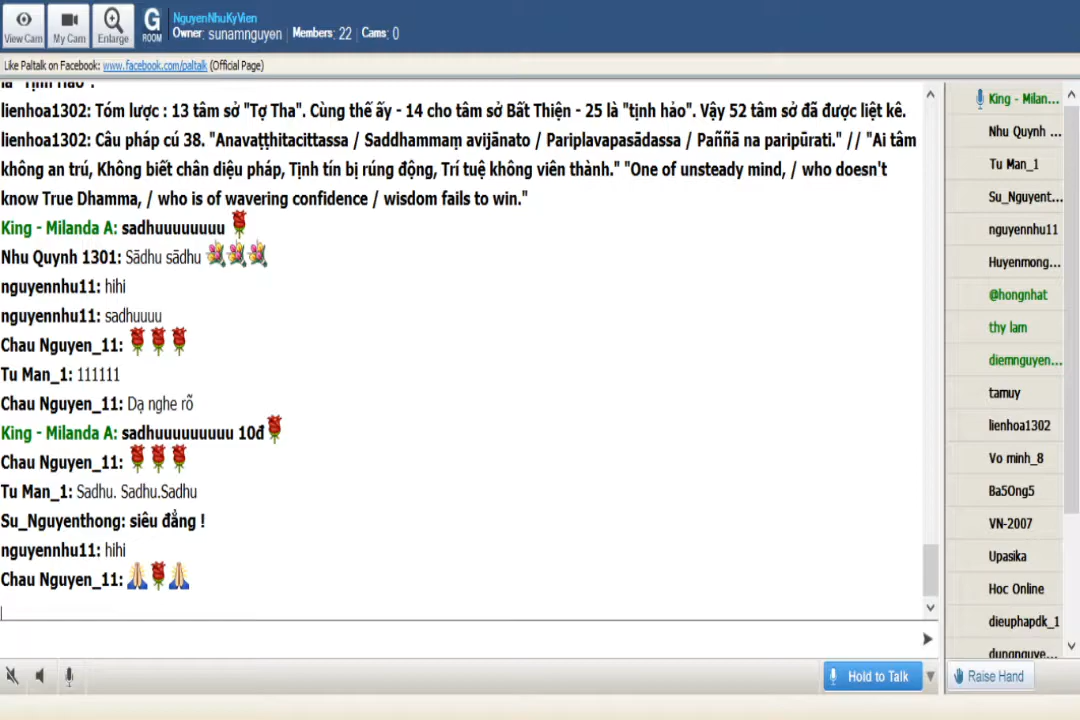 NguyenNhuKyVien
G
ROOM
Owner: sunamnguyen Members: 22 Cams: 0
View Cam My Cam Enlarge
Like Paltalk on Facebook: www.facebook.com/paltalk (Official Page)
là "Tịnh Hảo".
lienhoa1302: Tóm lược : 13 tâm sở "Tợ Tha". Cùng thế ấy - 14 cho tâm sở Bất Thiện - 25 là "tịnh hảo". Vậy 52 tâm sở đã được liệt kê.
lienhoa1302: Câu pháp cú 38. "Anavaṭṭhitacittassa / Saddhammaṃ avijānato / Pariplavapasādassa / Paññā na paripūrati." // "Ai tâm
không an trú, Không biết chân diệu pháp, Tịnh tín bị rúng động, Trí tuệ không viên thành." "One of unsteady mind, / who doesn't
know True Dhamma, / who is of wavering confidence / wisdom fails to win."
King - Milanda A: sadhuuuuuuuu
Nhu Quynh 1301: Sādhu sādhu
nguyennhu11: hihi
nguyennhu11: sadhuuuu
Chau Nguyen_11:
Tu Man_1: 111111
Chau Nguyen_11: Dạ nghe rõ
King - Milanda A: sadhuuuuuuuuu 10đ
Chau Nguyen_11:
Tu Man_1: Sadhu. Sadhu.Sadhu
Su_Nguyenthong: siêu đẳng !
nguyennhu11: hihi
Chau Nguyen_11:
King - Milan...
Nhu Quynh ...
Tu Man_1
Su_Nguyent...
nguyennhu11
Huyenmong...
@hongnhat
thy lam
diemnguyen...
tamuy
lienhoa1302
Vo minh_8
Ba5Ong5
VN-2007
Upasika
Hoc Online
dieuphapdk_1
dungnguye...
Hold to Talk
Raise Hand